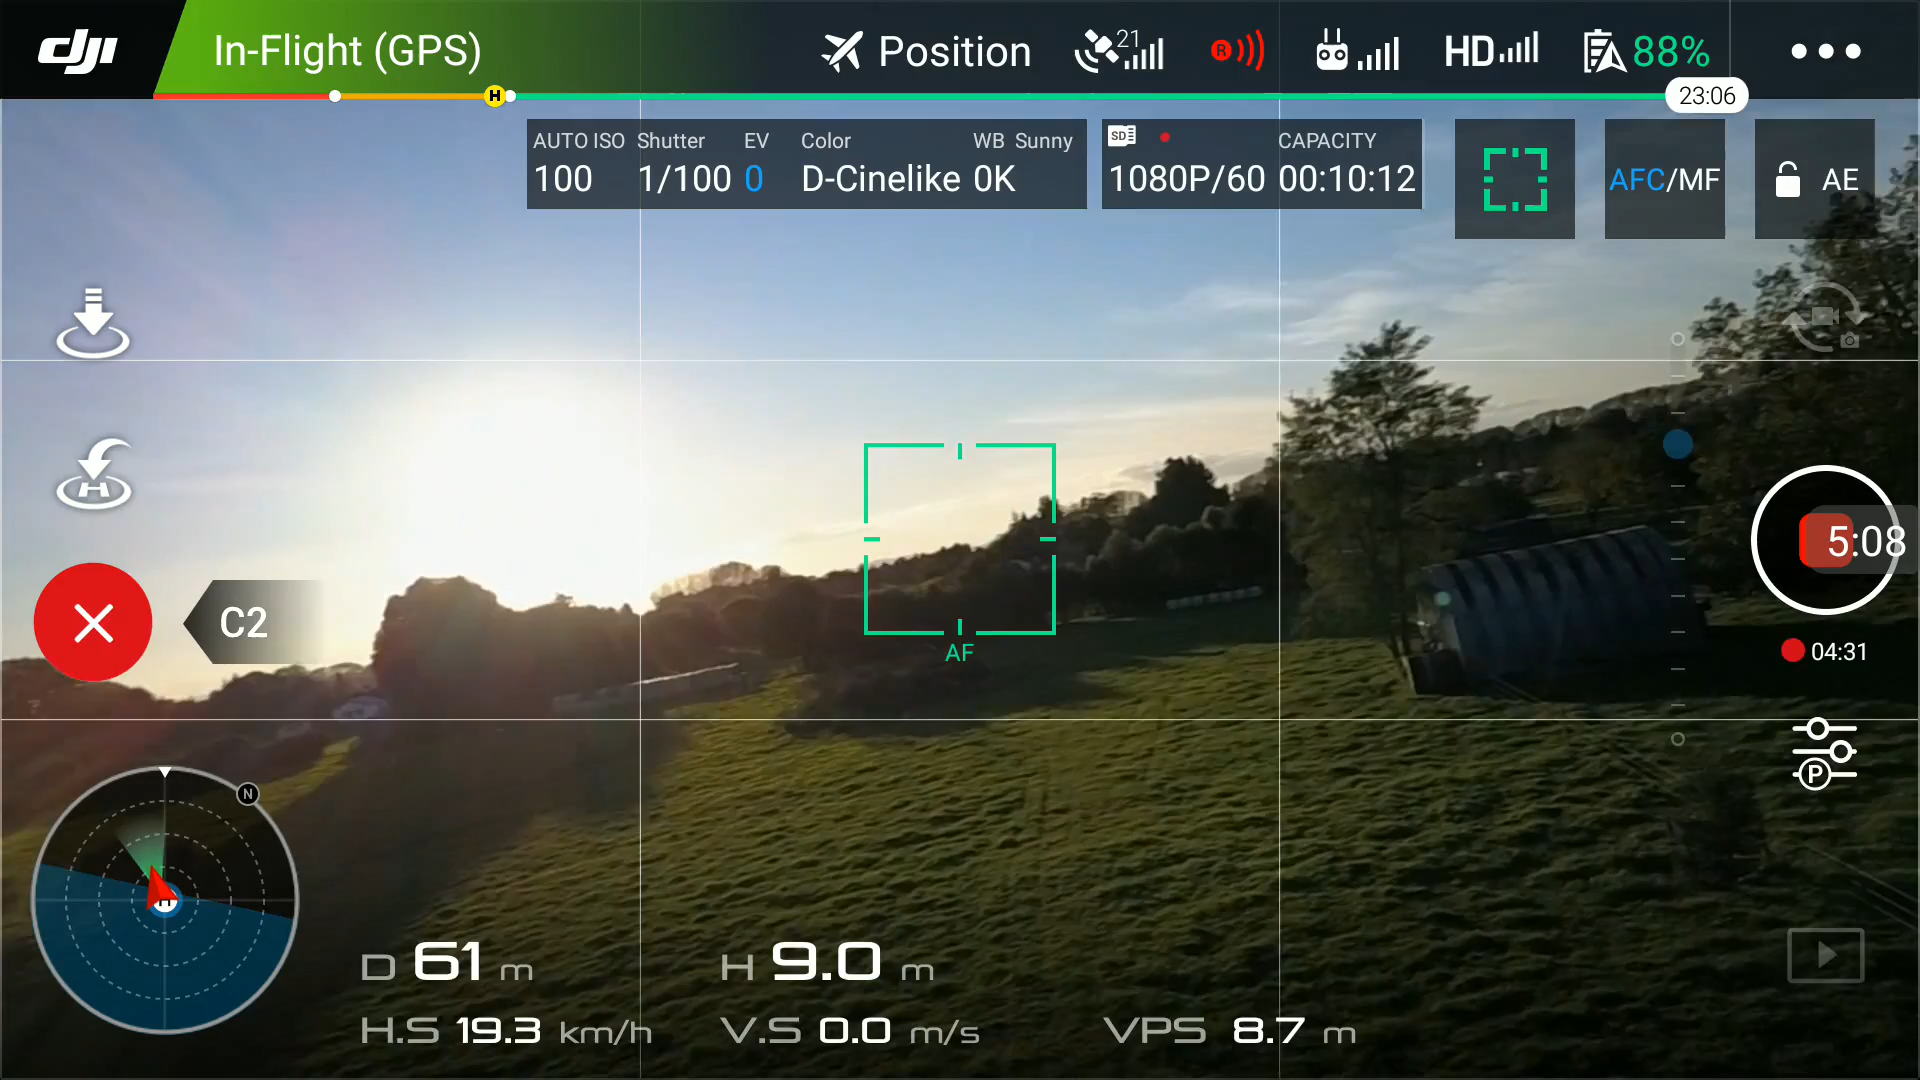 dji In-Flight (GPS) Position 21 R HD 88%
H 23:06
AUTO ISO Shutter EV Color WB Sunny SD CAPACITY
100 1/100 0 D-Cinelike 0K 1080P/60 00:10:12 AFC/MF AE
H
5:08
C2
AF
04:31
P
N
H
D 61 m H 9.0 m
H.S 19.3 km/h V.S 0.0 m/s VPS 8.7 m